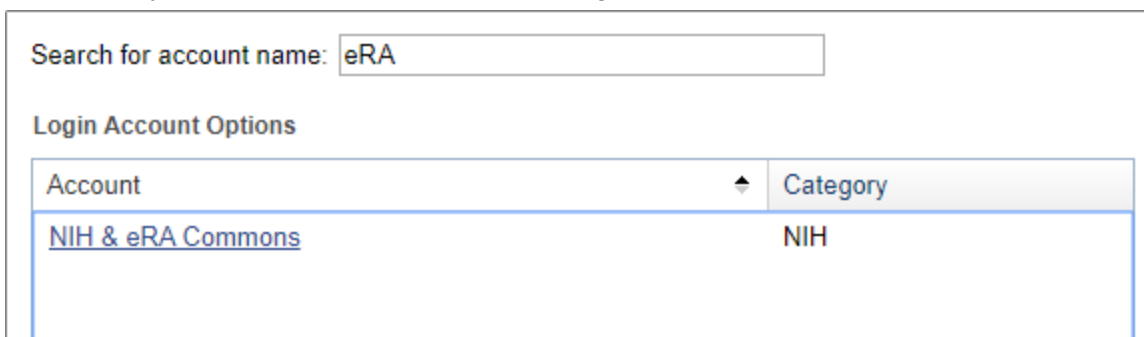 Search for account name: eRA
Login Account Options
Account Category
NIH & eRA Commons NIH